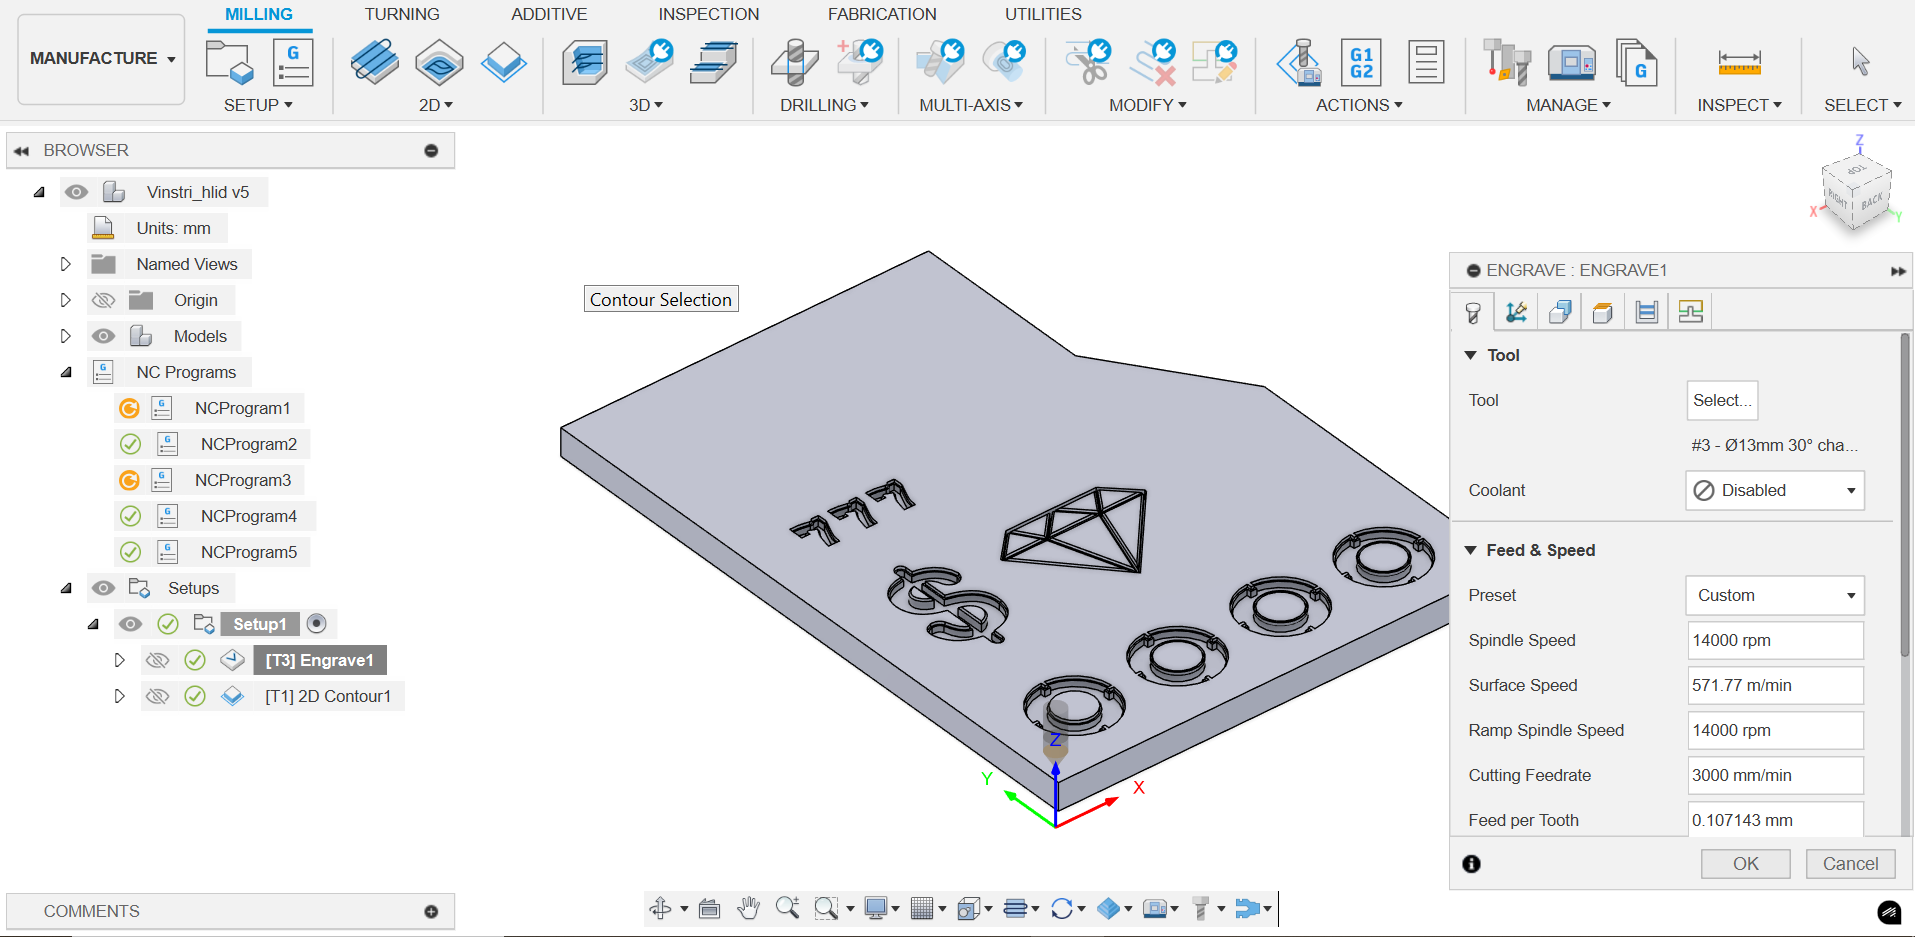 MILLING TURNING ADDITIVE INSPECTION FABRICATION UTILITIES
MANUFACTURE
G
G1
G2
G
SETUP 2D 3D DRILLING MULTI-AXIS MODIFY ACTIONS MANAGE INSPECT SELECT
BROWSER
Vinstri_hlid v5
Units: mm
Named Views
Origin
Models
G NC Programs
G NCProgram1
G NCProgram2
G NCProgram3
G NCProgram4
G NCProgram5
Setups
Setup1
[T3] Engrave1
[T1] 2D Contour1
COMMENTS
Contour Selection
777
$
Z
Y
X
Z
TOP
RIGHT
BACK
X
Y
ENGRAVE : ENGRAVE1
Tool
Tool Select...
#3 - Ø13mm 30° cha...
Coolant Disabled
Feed & Speed
Preset Custom
Spindle Speed 14000 rpm
Surface Speed 571.77 m/min
Ramp Spindle Speed 14000 rpm
Cutting Feedrate 3000 mm/min
Feed per Tooth 0.107143 mm
OK Cancel